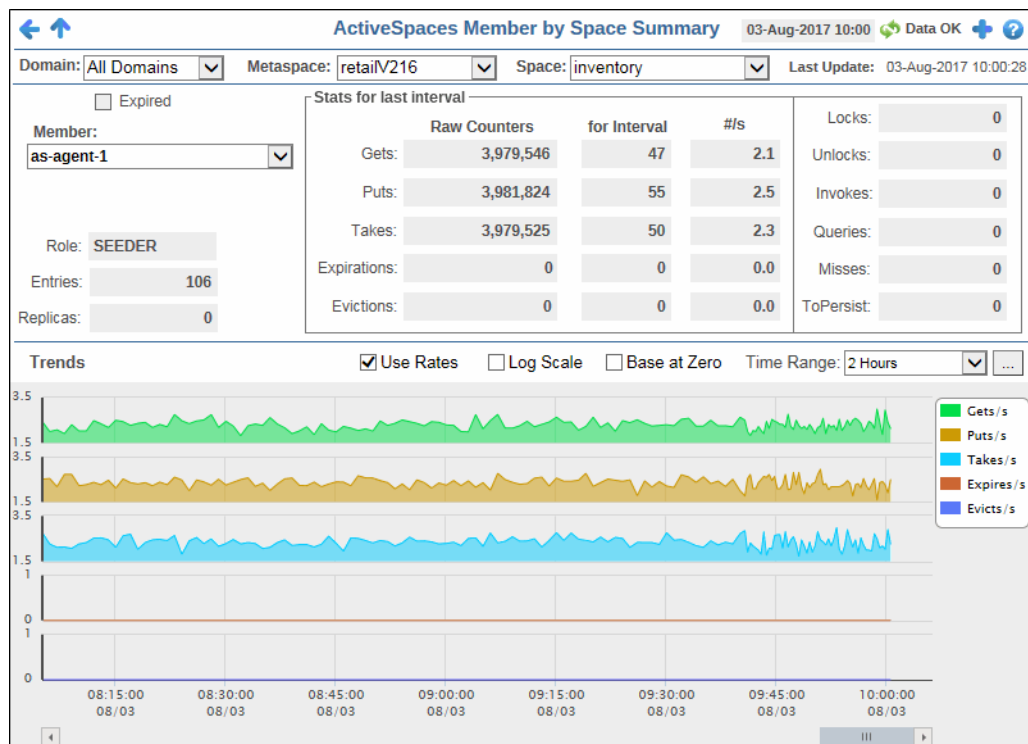 ActiveSpaces Member by Space Summary 03-Aug-2017 10:00 Data OK
Domain: All Domains Metaspace: retailV216 Space: inventory Last Update: 03-Aug-2017 10:00:28
Expired
Member:
as-agent-1
Role: SEEDER
Entries: 106
Replicas: 0
Stats for last interval
Raw Counters for Interval #/s
Gets: 3,979,546 47 2.1
Puts: 3,981,824 55 2.5
Takes: 3,979,525 50 2.3
Expirations: 0 0 0.0
Evictions: 0 0 0.0
Locks: 0
Unlocks: 0
Invokes: 0
Queries: 0
Misses: 0
ToPersist: 0
Trends Use Rates Log Scale Base at Zero Time Range: 2 Hours ...
3.5
1.5
3.5
1.5
3.5
1.5
1
0
1
0
08:15:00 08:30:00 08:45:00 09:00:00 09:15:00 09:30:00 09:45:00 10:00:00
08/03 08/03 08/03 08/03 08/03 08/03 08/03 08/03
Gets/s
Puts/s
Takes/s
Expires/s
Evicts/s